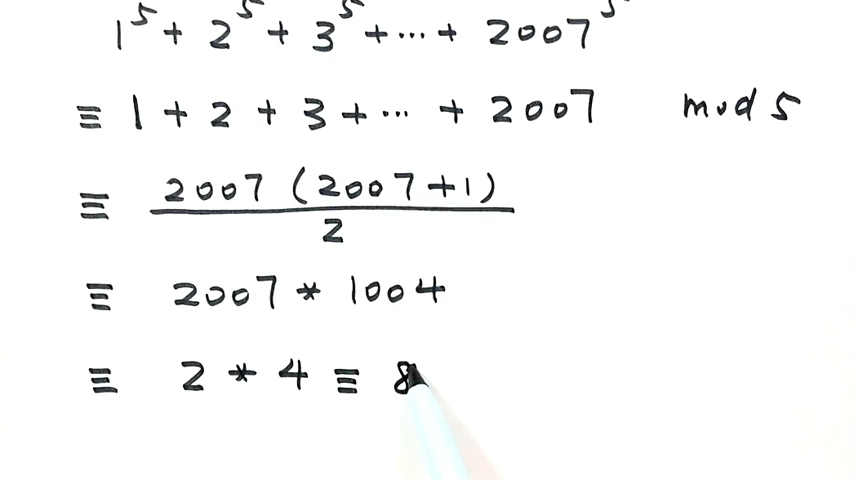 1⁵ + 2⁵ + 3⁵ + ⋯ + 2007⁵
≡ 1 + 2 + 3 + ⋯ + 2007 mod 5
≡ 2007 (2007 + 1) / 2
≡ 2007 * 1004
≡ 2 * 4 ≡ 8